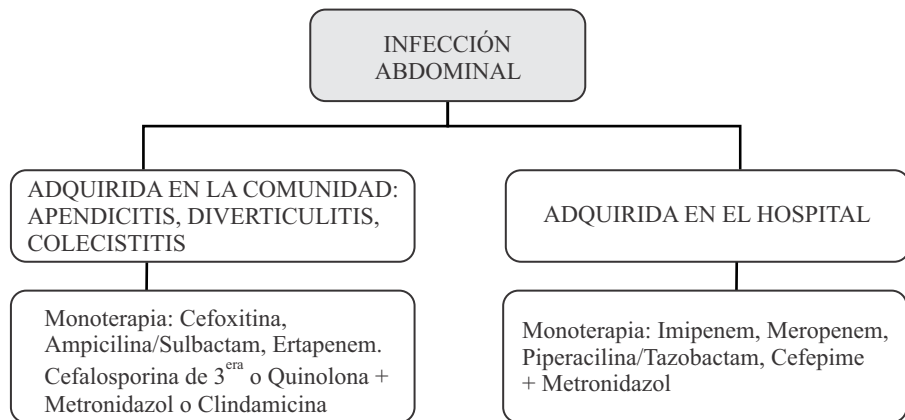 INFECCIÓN
ABDOMINAL
ADQUIRIDA EN LA COMUNIDAD:
APENDICITIS, DIVERTICULITIS,
COLECISTITIS
ADQUIRIDA EN EL HOSPITAL
Monoterapia: Cefoxitina,
Ampicilina/Sulbactam, Ertapenem.
Cefalosporina de 3era o Quinolona +
Metronidazol o Clindamicina
Monoterapia: Imipenem, Meropenem,
Piperacilina/Tazobactam, Cefepime
+ Metronidazol